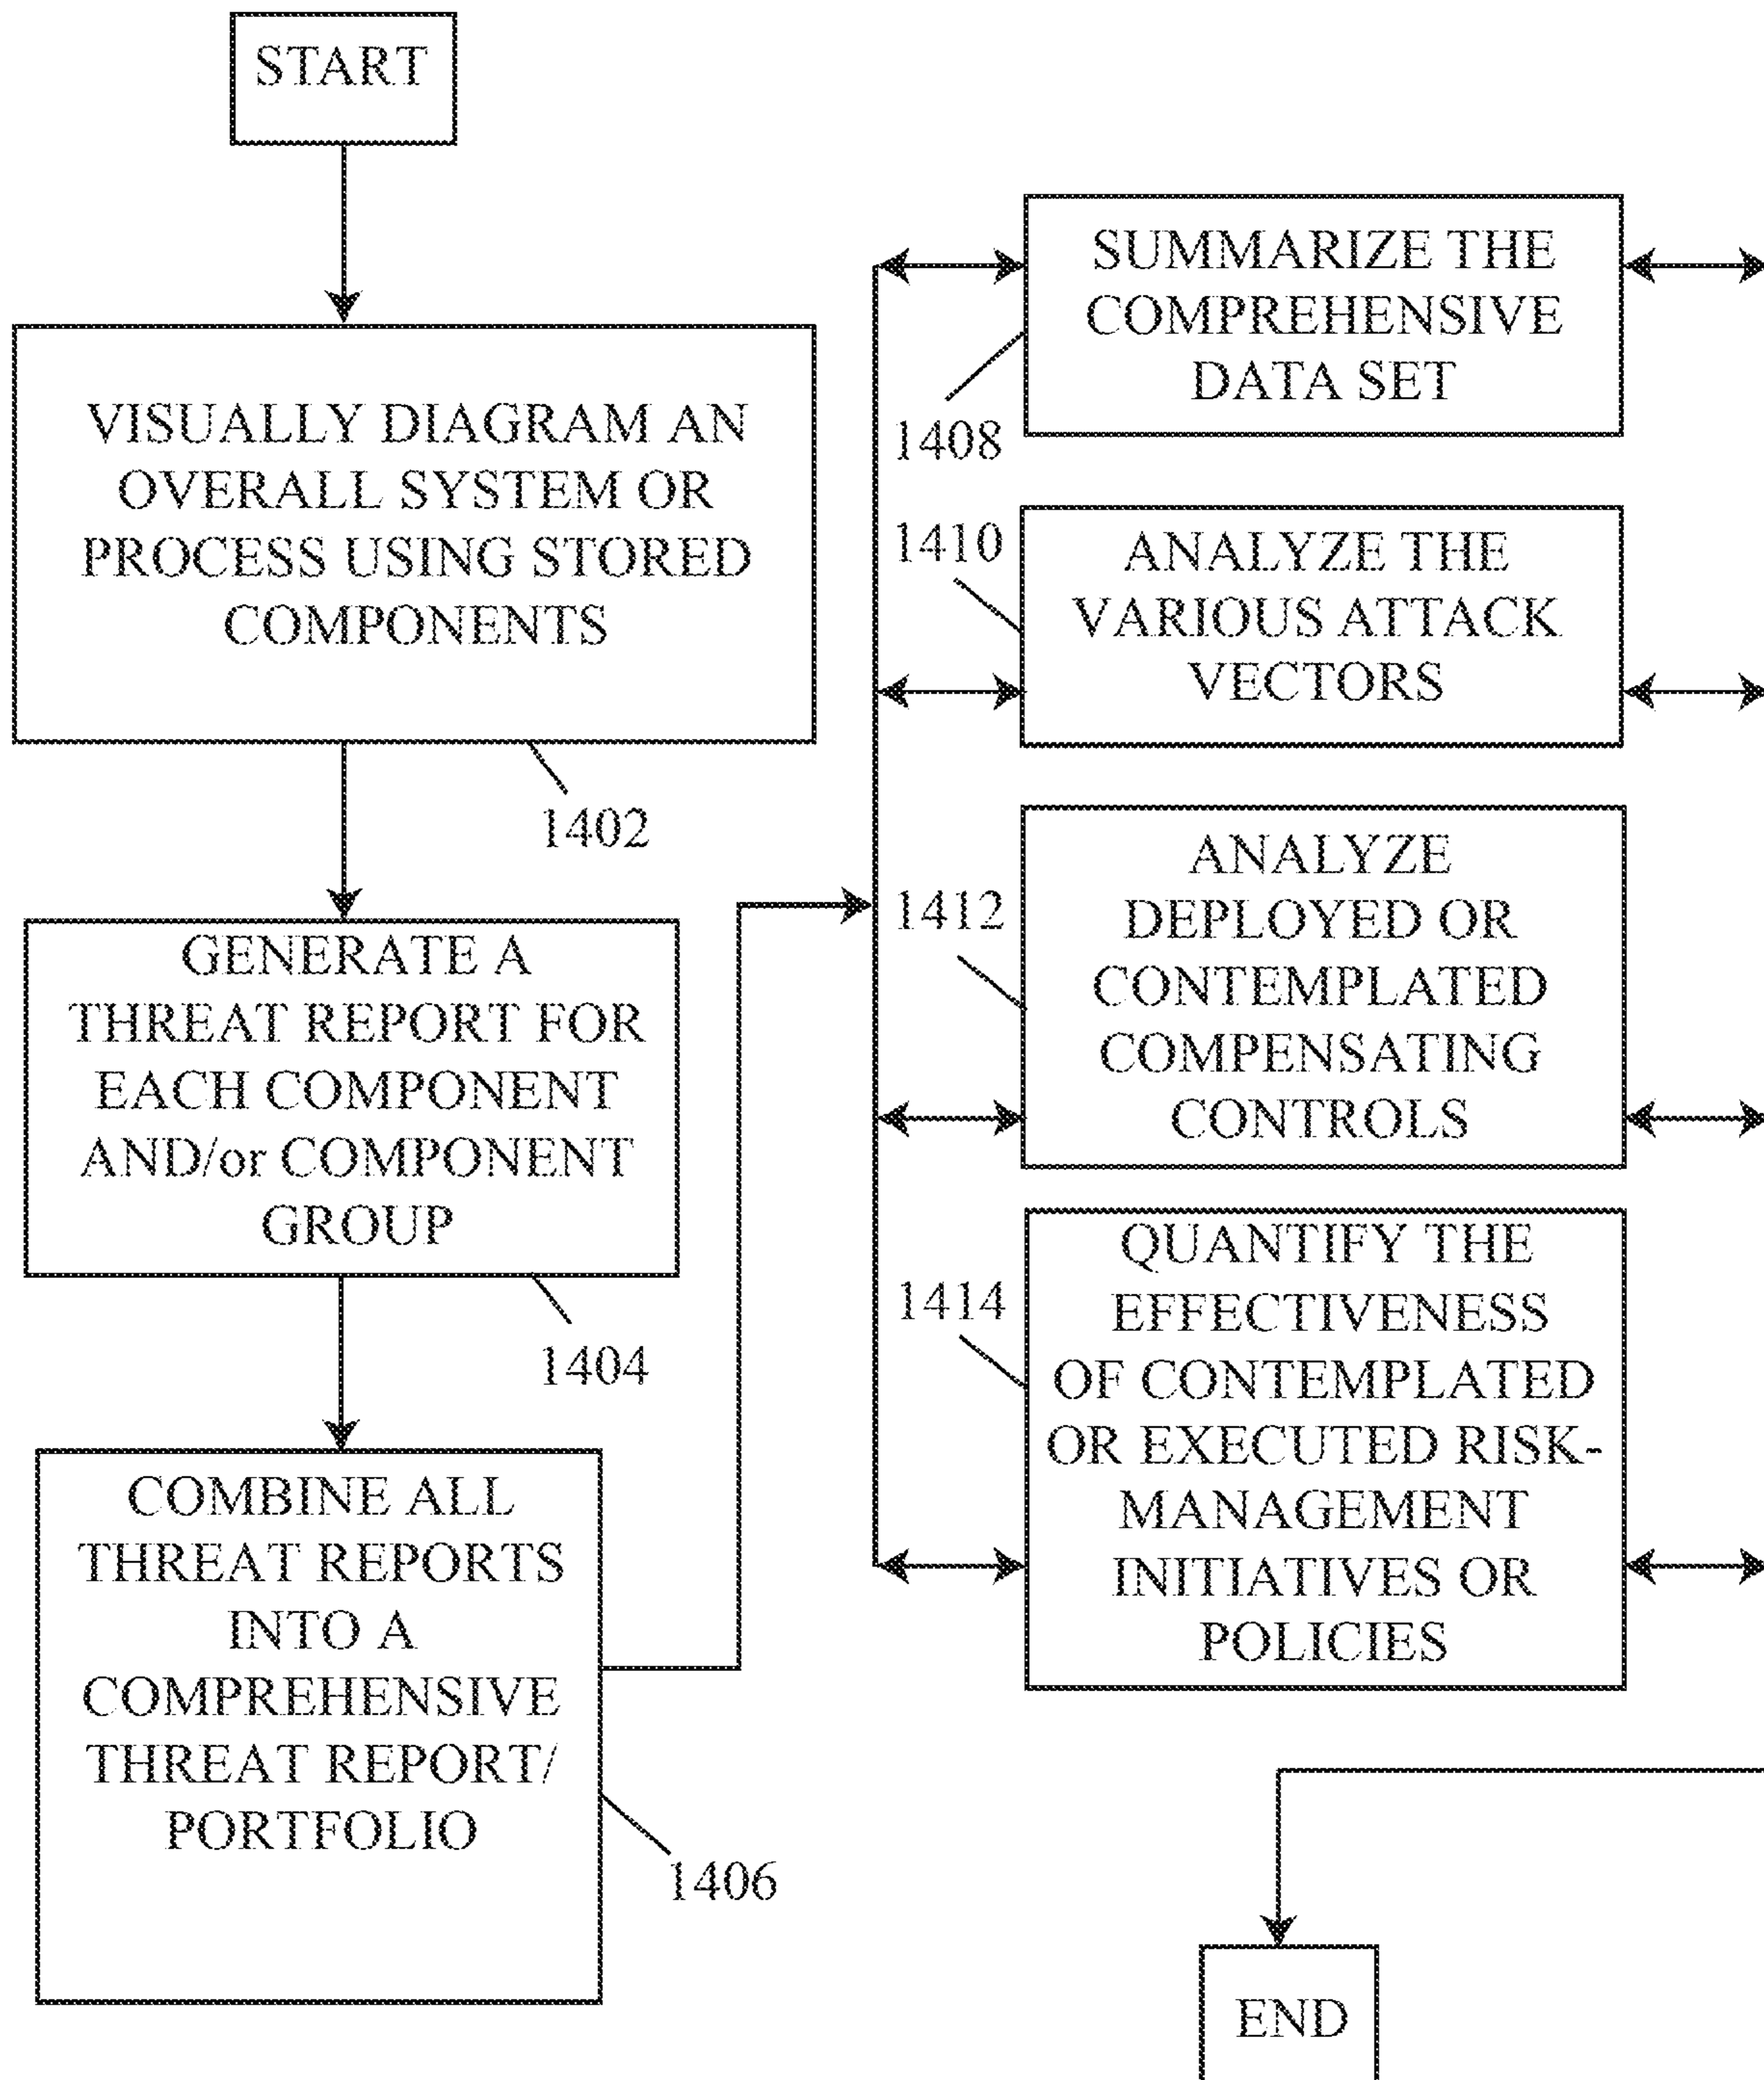 START
VISUALLY DIAGRAM AN
OVERALL SYSTEM OR
PROCESS USING STORED
COMPONENTS
1402
GENERATE A
THREAT REPORT FOR
EACH COMPONENT
AND/or COMPONENT
GROUP
1404
COMBINE ALL
THREAT REPORTS
INTO A
COMPREHENSIVE
THREAT REPORT/
PORTFOLIO
1406
SUMMARIZE THE
COMPREHENSIVE
DATA SET
1408
1410
ANALYZE THE
VARIOUS ATTACK
VECTORS
1412
ANALYZE
DEPLOYED OR
CONTEMPLATED
COMPENSATING
CONTROLS
1414
QUANTIFY THE
EFFECTIVENESS
OF CONTEMPLATED
OR EXECUTED RISK-
MANAGEMENT
INITIATIVES OR
POLICIES
END